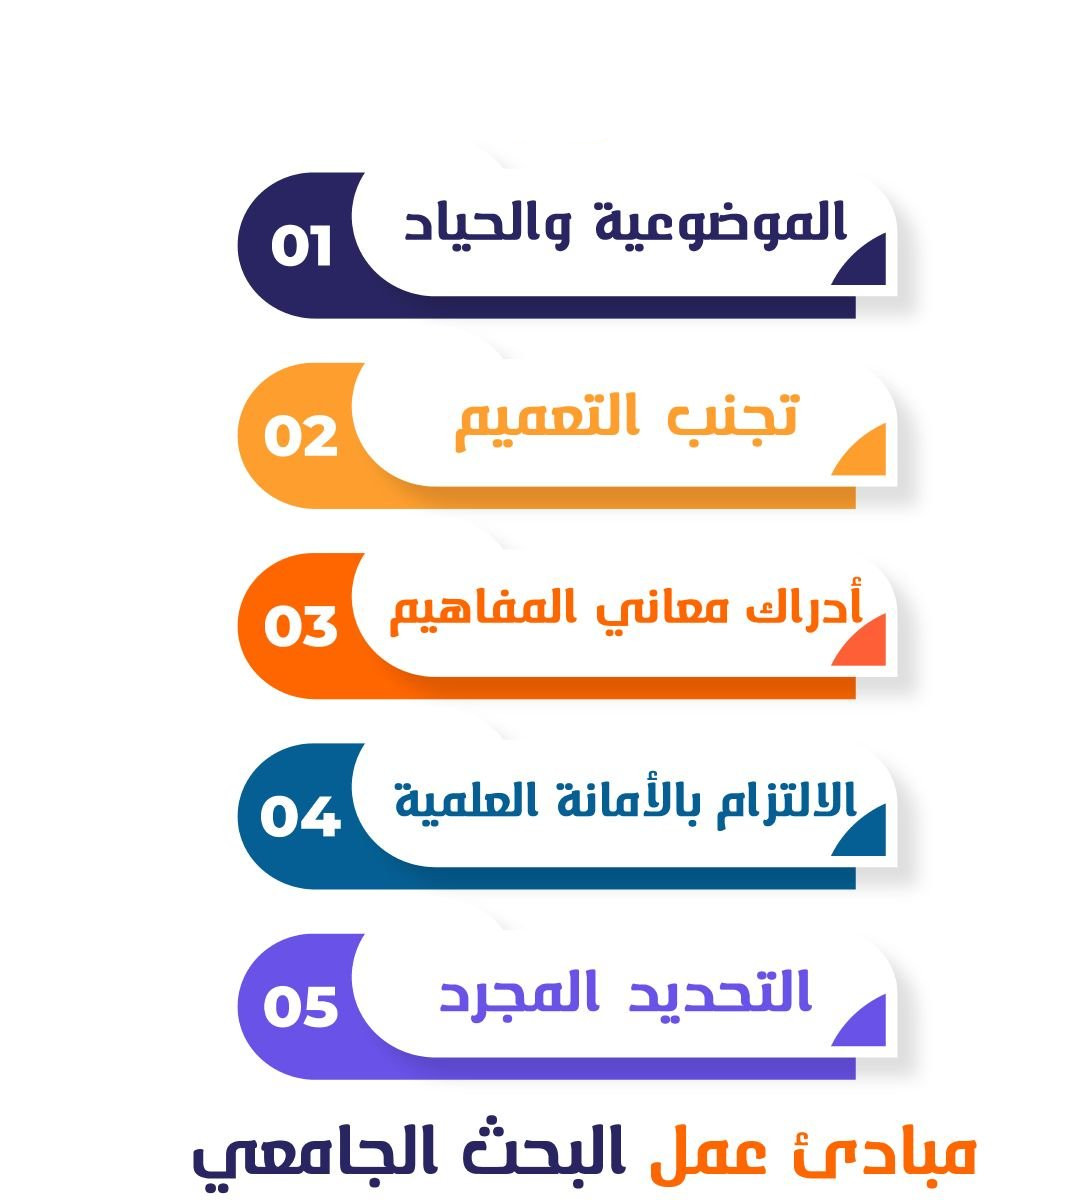 01 الموضوعية والحياد
02 تجنب التعميم
03 أدراك معاني المفاهيم
04 الالتزام بالأمانة العلمية
05 التحديد المجرد
مبادئ عمل البحث الجامعي